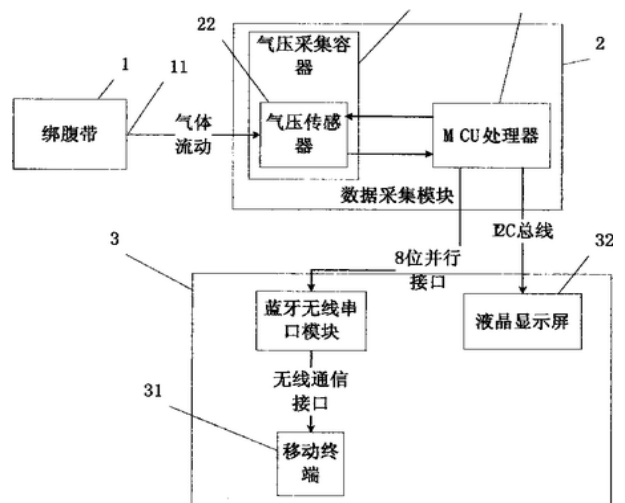 22
气压采集容
器
2
1
11
绑腹带
气体
流动
气压传感
器
MCU处理器
数据采集模块
I2C总线
3
8位并行
接口
32
蓝牙无线串
口模块
液晶显示屏
无线通信
接口
31
移动终
端